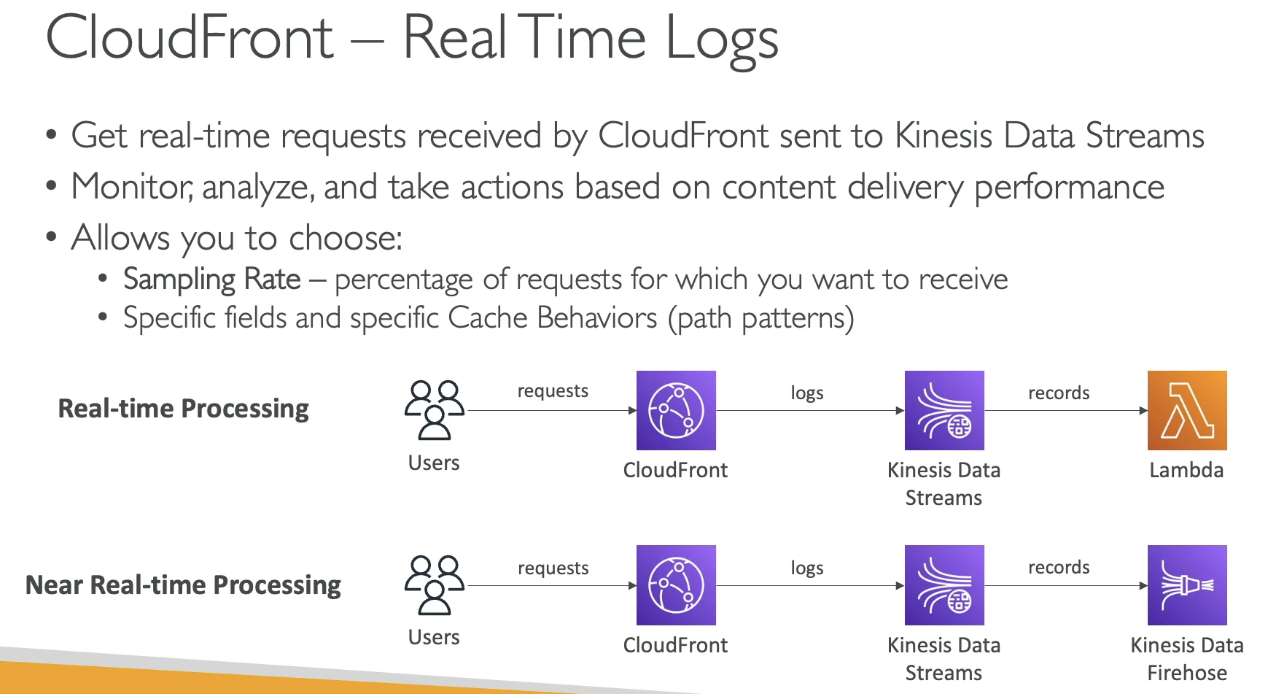 CloudFront – Real Time Logs
• Get real-time requests received by CloudFront sent to Kinesis Data Streams
• Monitor, analyze, and take actions based on content delivery performance
• Allows you to choose:
• Sampling Rate – percentage of requests for which you want to receive
• Specific fields and specific Cache Behaviors (path patterns)
Real-time Processing
requests
logs
records
Users
CloudFront
Kinesis Data
Streams
Lambda
Near Real-time Processing
requests
logs
records
Users
CloudFront
Kinesis Data
Streams
Kinesis Data
Firehose